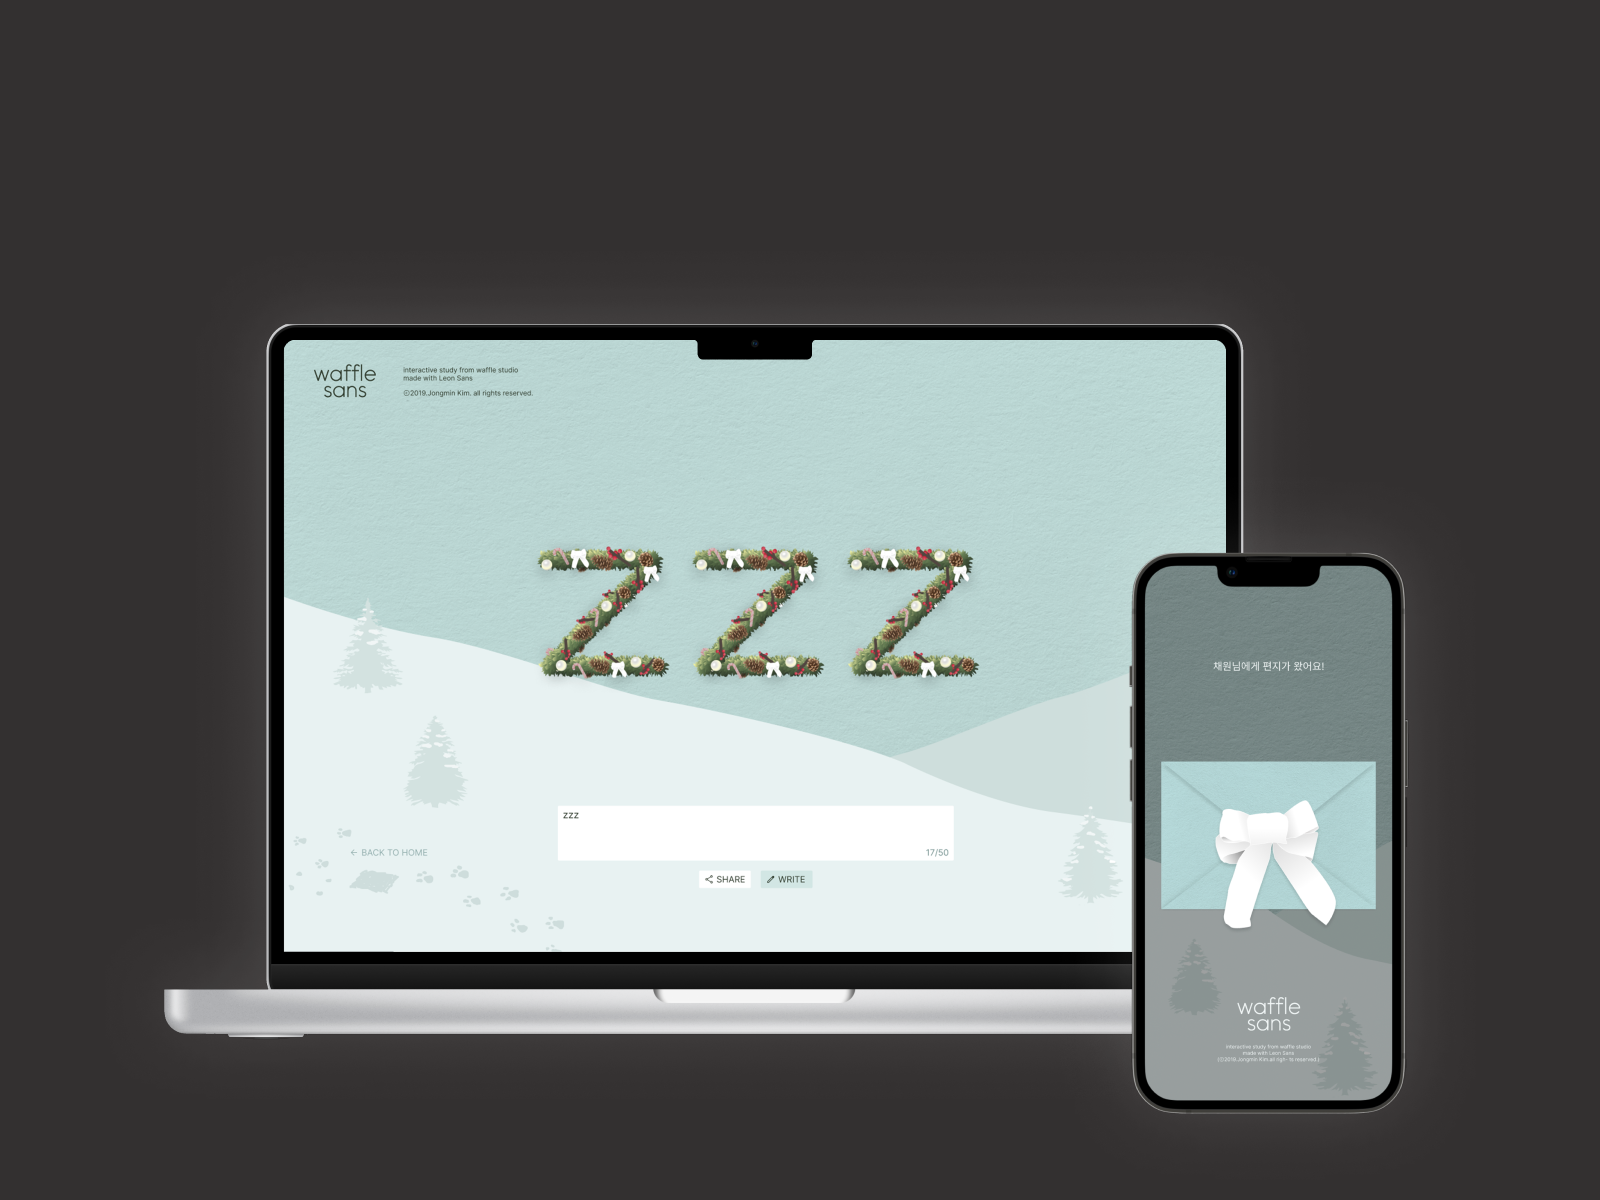 waffle
sans
interactive study from waffle studio
made with Leon Sans
©2019.Jongmin Kim. all rights reserved.
ZZZ
zzz
17/50
← BACK TO HOME
SHARE
WRITE
채원님에게 편지가 왔어요!
waffle
sans
interactive study from waffle studio
made with Leon Sans
©2019.Jongmin Kim.all righ- ts reserved.)